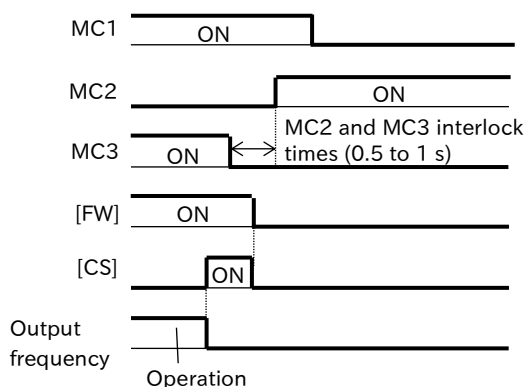 MC1
ON
MC2
ON
MC3
ON
MC2 and MC3 interlock
times (0.5 to 1 s)
[FW]
ON
[CS]
ON
Output
frequency
Operation